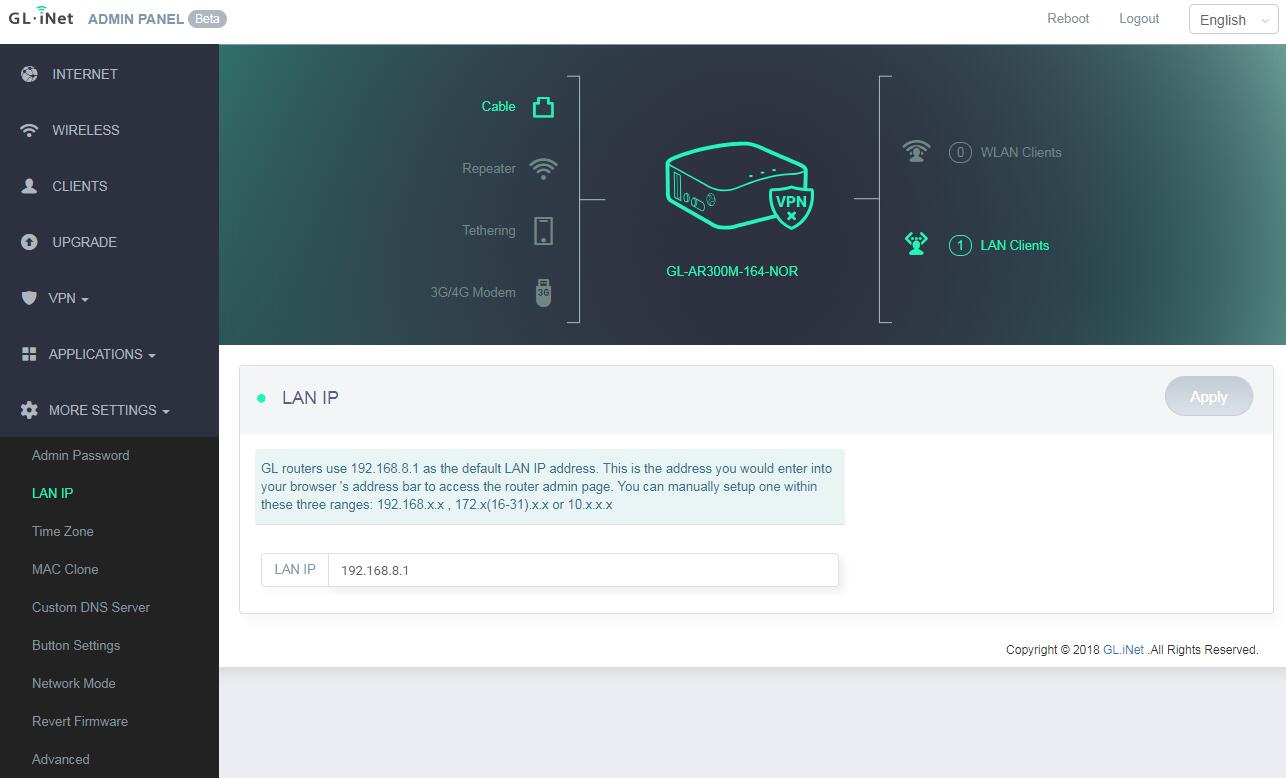 GL·iNet ADMIN PANEL Beta
Reboot
Logout
English
INTERNET
WIRELESS
CLIENTS
UPGRADE
VPN
APPLICATIONS
MORE SETTINGS
Admin Password
LAN IP
Time Zone
MAC Clone
Custom DNS Server
Button Settings
Network Mode
Revert Firmware
Advanced
Cable
Repeater
Tethering
3G/4G Modem
3G
VPN
GL-AR300M-164-NOR
0 WLAN Clients
1 LAN Clients
LAN IP
Apply
GL routers use 192.168.8.1 as the default LAN IP address. This is the address you would enter into
your browser 's address bar to access the router admin page. You can manually setup one within
these three ranges: 192.168.x.x , 172.x(16-31).x.x or 10.x.x.x
LAN IP 192.168.8.1
Copyright © 2018 GL.iNet .All Rights Reserved.